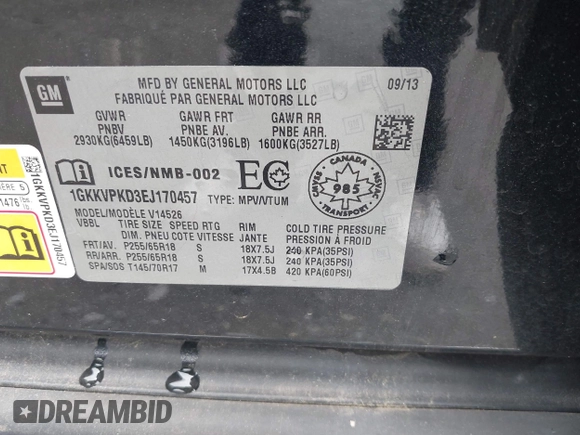 GM
MFD BY GENERAL MOTORS LLC
FABRIQUÉ PAR GENERAL MOTORS LLC
09/13
GVWR GAWR FRT GAWR RR
PNBV PNBE AV. PNBE ARR.
2930KG(6459LB) 1450KG(3196LB) 1600KG(3527LB)
ICES/NMB-002
EC
CANADA
985
TRANSPORT
1GKKVPKD3EJ170457 TYPE: MPV/VTUM
MODEL/MODÈLE V14526
VBBL TIRE SIZE SPEED RTG RIM COLD TIRE PRESSURE
DIM. PNEU COTE VITESSE JANTE PRESSION À FROID
FRT/AV. P255/65R18 S 18X7.5J 240 KPA(35PSI)
RR/ARR. P255/65R18 S 18X7.5J 240 KPA(35PSI)
SPA/SOS T145/70R17 M 17X4.5B 420 KPA(60PSI)
1GKKVPKD3EJ170457
1476
DREAMBID